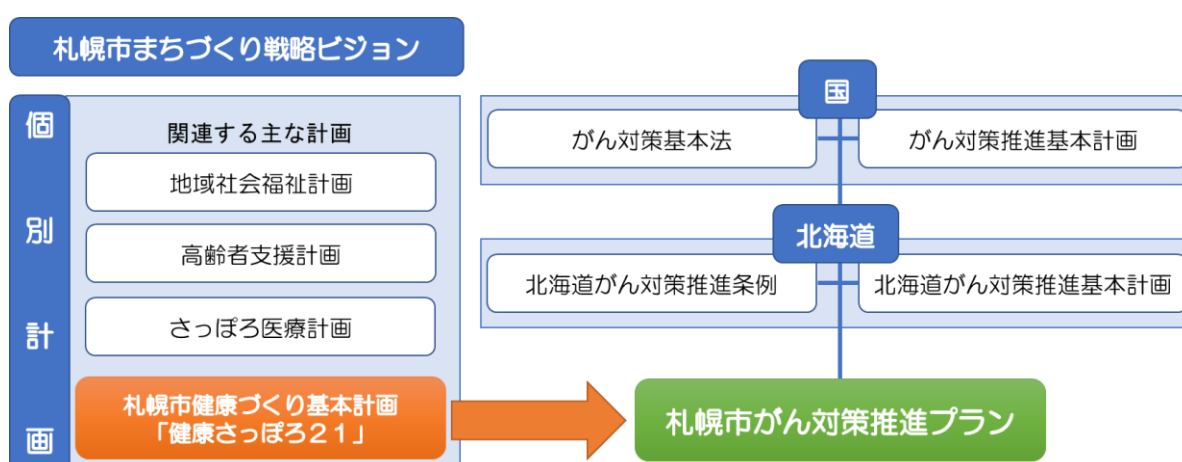 札幌市まちづくり戦略ビジョン
個別計画
関連する主な計画
地域社会福祉計画
高齢者支援計画
さっぽろ医療計画
札幌市健康づくり基本計画
「健康さっぽろ２１」
国
がん対策基本法
がん対策推進基本計画
北海道
北海道がん対策推進条例
北海道がん対策推進基本計画
札幌市がん対策推進プラン